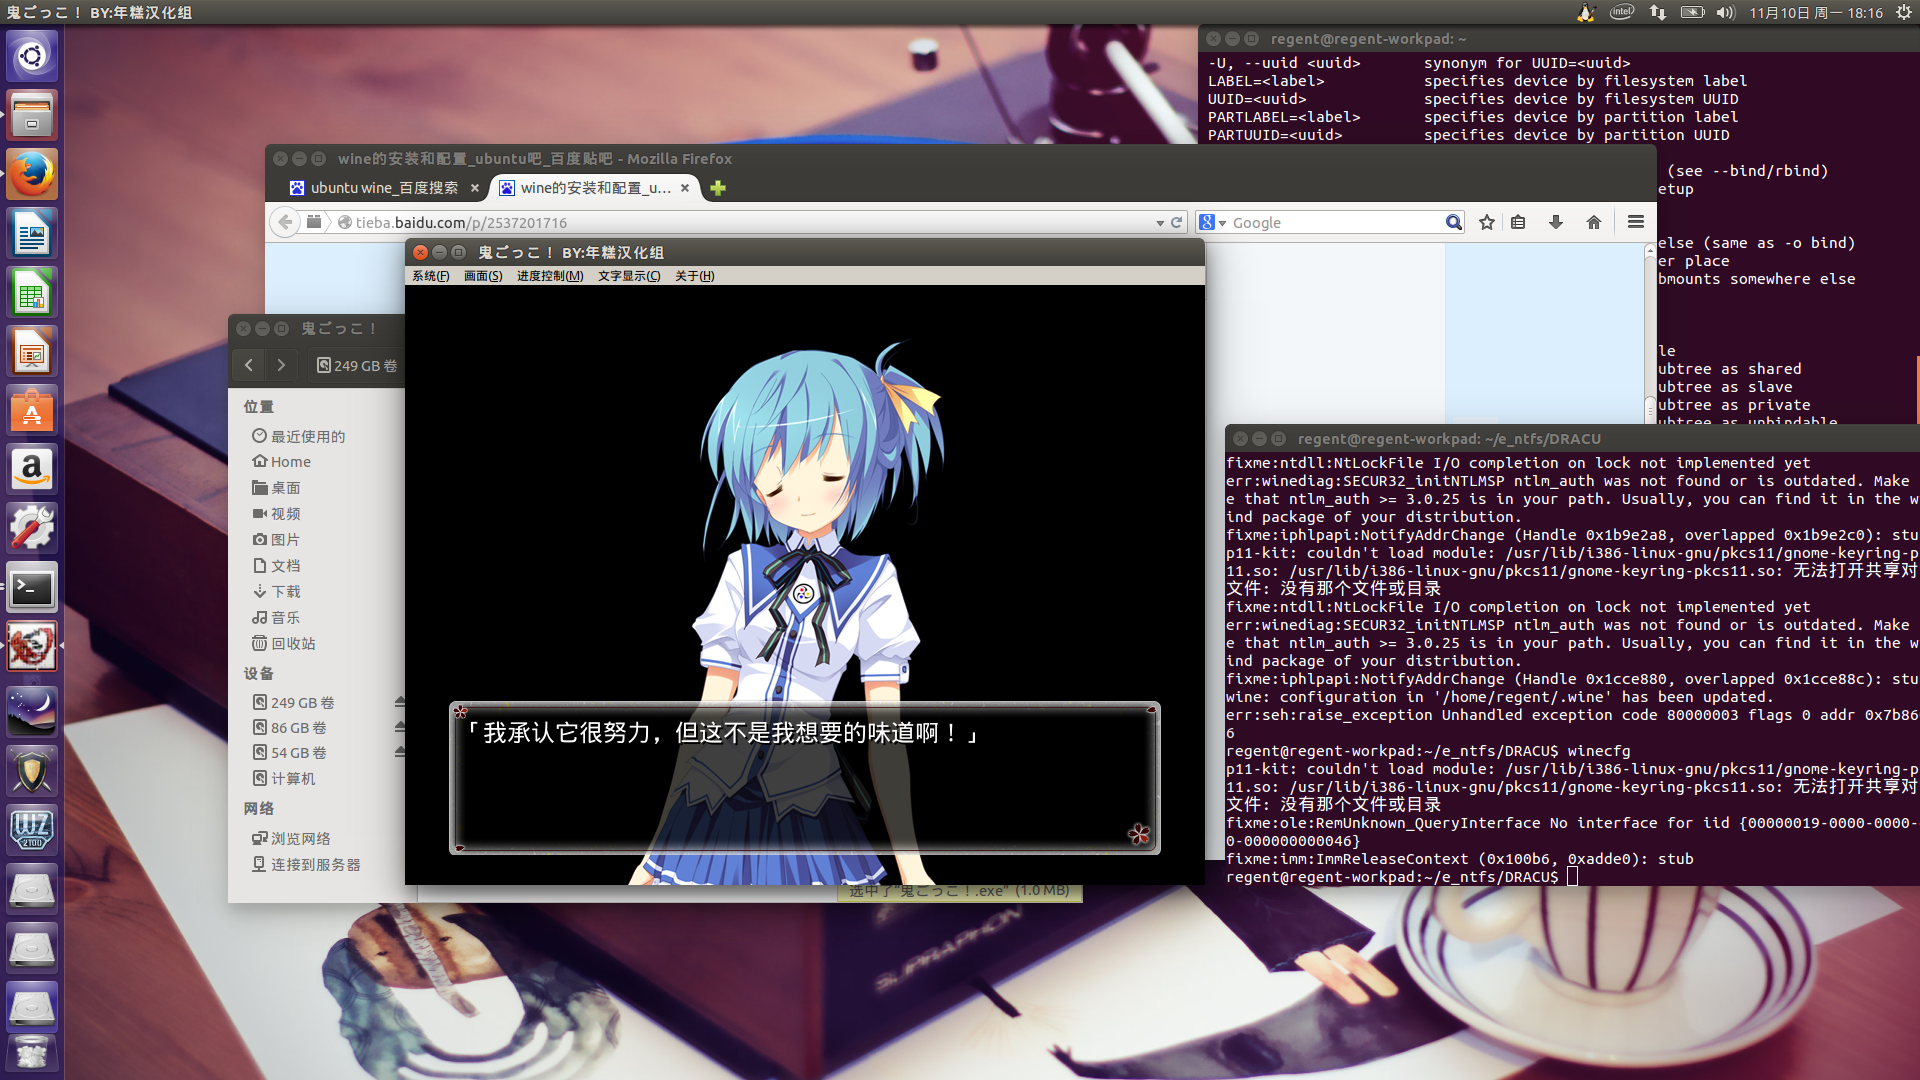 鬼ごっこ！ BY:年糕汉化组
11月10日 周一 18:16
regent@regent-workpad: ~
-U, --uuid <uuid> synonym for UUID=<uuid>
LABEL=<label> specifies device by filesystem label
UUID=<uuid> specifies device by filesystem UUID
PARTLABEL=<label> specifies device by partition label
PARTUUID=<uuid> specifies device by partition UUID
(see --bind/rbind)
etup
else (same as -o bind)
er place
bmounts somewhere else
le
ubtree as shared
ubtree as slave
ubtree as private
ubtree as unbindable
wine的安装和配置_ubuntu吧_百度贴吧 - Mozilla Firefox
ubuntu wine_百度搜索
wine的安装和配置_u...
tieba.baidu.com/p/2537201716
Google
鬼ごっこ！ BY:年糕汉化组
系统(F) 画面(S) 进度控制(M) 文字显示(C) 关于(H)
「我承认它很努力，但这不是我想要的味道啊！」
鬼ごっこ！
249 GB 卷
位置
最近使用的
Home
桌面
视频
图片
文档
下载
音乐
回收站
设备
249 GB 卷
86 GB 卷
54 GB 卷
计算机
网络
浏览网络
连接到服务器
选中了"鬼ごっこ！.exe" (1.0 MB)
regent@regent-workpad: ~/e_ntfs/DRACU
fixme:ntdll:NtLockFile I/O completion on lock not implemented yet
err:winediag:SECUR32_initNTLMSP ntlm_auth was not found or is outdated. Make
e that ntlm_auth >= 3.0.25 is in your path. Usually, you can find it in the w
ind package of your distribution.
fixme:iphlpapi:NotifyAddrChange (Handle 0x1b9e2a8, overlapped 0x1b9e2c0): stu
p11-kit: couldn't load module: /usr/lib/i386-linux-gnu/pkcs11/gnome-keyring-p
11.so: /usr/lib/i386-linux-gnu/pkcs11/gnome-keyring-pkcs11.so: 无法打开共享对
文件: 没有那个文件或目录
fixme:ntdll:NtLockFile I/O completion on lock not implemented yet
err:winediag:SECUR32_initNTLMSP ntlm_auth was not found or is outdated. Make
e that ntlm_auth >= 3.0.25 is in your path. Usually, you can find it in the w
ind package of your distribution.
fixme:iphlpapi:NotifyAddrChange (Handle 0x1cce880, overlapped 0x1cce88c): stu
wine: configuration in '/home/regent/.wine' has been updated.
err:seh:raise_exception Unhandled exception code 80000003 flags 0 addr 0x7b86
6
regent@regent-workpad:~/e_ntfs/DRACU$ winecfg
p11-kit: couldn't load module: /usr/lib/i386-linux-gnu/pkcs11/gnome-keyring-p
11.so: /usr/lib/i386-linux-gnu/pkcs11/gnome-keyring-pkcs11.so: 无法打开共享对
文件: 没有那个文件或目录
fixme:ole:RemUnknown_QueryInterface No interface for iid {00000019-0000-0000-
0-000000000046}
fixme:imm:ImmReleaseContext (0x100b6, 0xadde0): stub
regent@regent-workpad:~/e_ntfs/DRACU$
SUPRAPHON